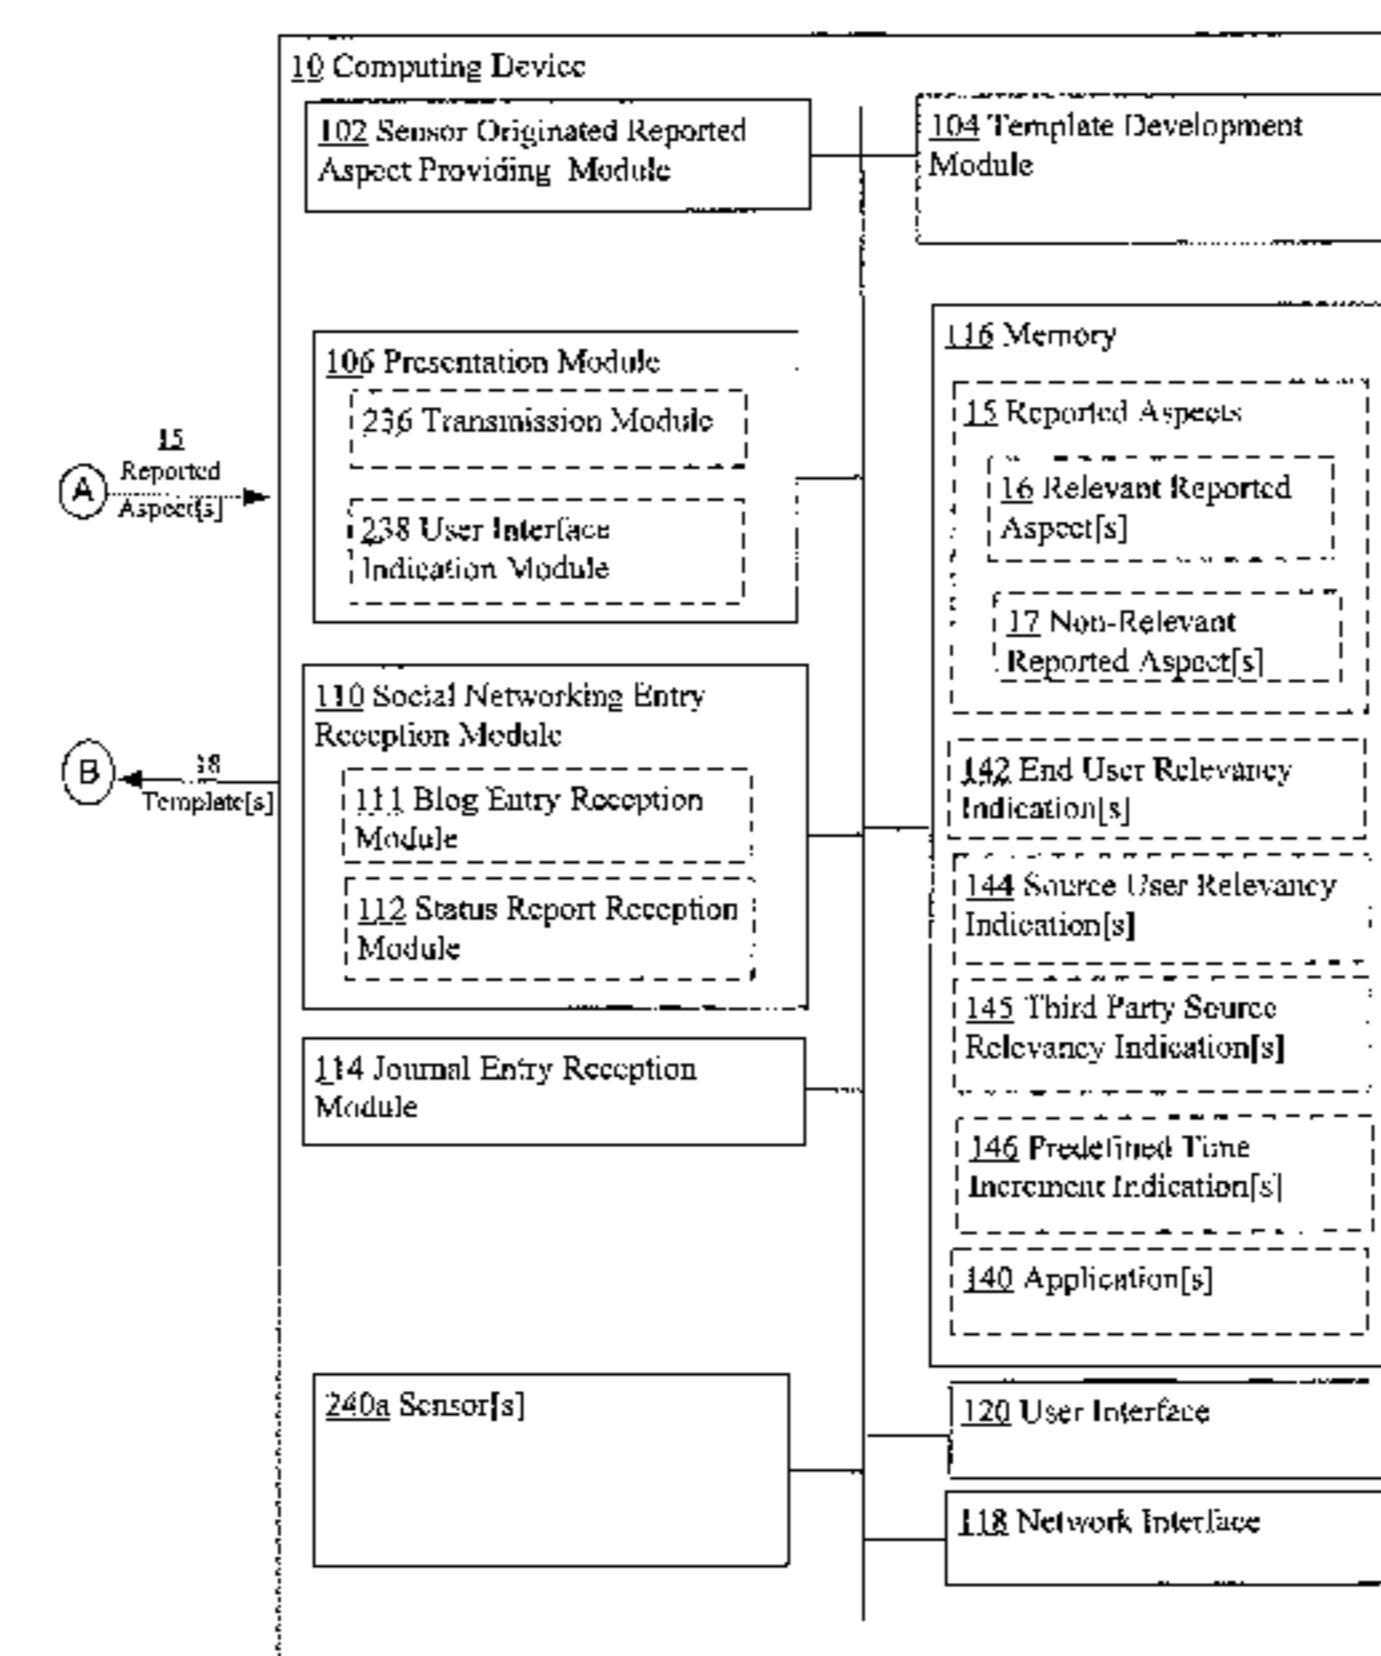 10 Computing Device
102 Sensor Originated Reported
Aspect Providing Module
104 Template Development
Module
106 Presentation Module
236 Transmission Module
238 User Interface
Indication Module
15
Reported
Aspect[s]
A
110 Social Networking Entry
Reception Module
111 Blog Entry Reception
Module
112 Status Report Reception
Module
B
18
Template[s]
114 Journal Entry Reception
Module
240a Sensor[s]
116 Memory
15 Reported Aspects
16 Relevant Reported
Aspect[s]
17 Non-Relevant
Reported Aspect[s]
142 End User Relevancy
Indication[s]
144 Source User Relevancy
Indication[s]
145 Third Party Source
Relevancy Indication[s]
146 Predefined Time
Increment Indication[s]
140 Application[s]
120 User Interface
118 Network Interface